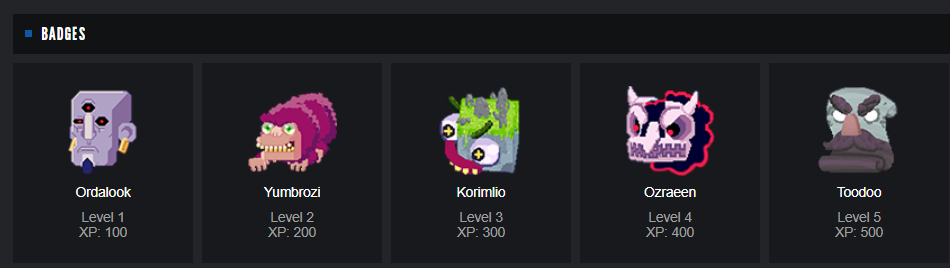 BADGES
Ordalook
Level 1
XP: 100
Yumbrozi
Level 2
XP: 200
Korimlio
Level 3
XP: 300
Ozraeen
Level 4
XP: 400
Toodoo
Level 5
XP: 500